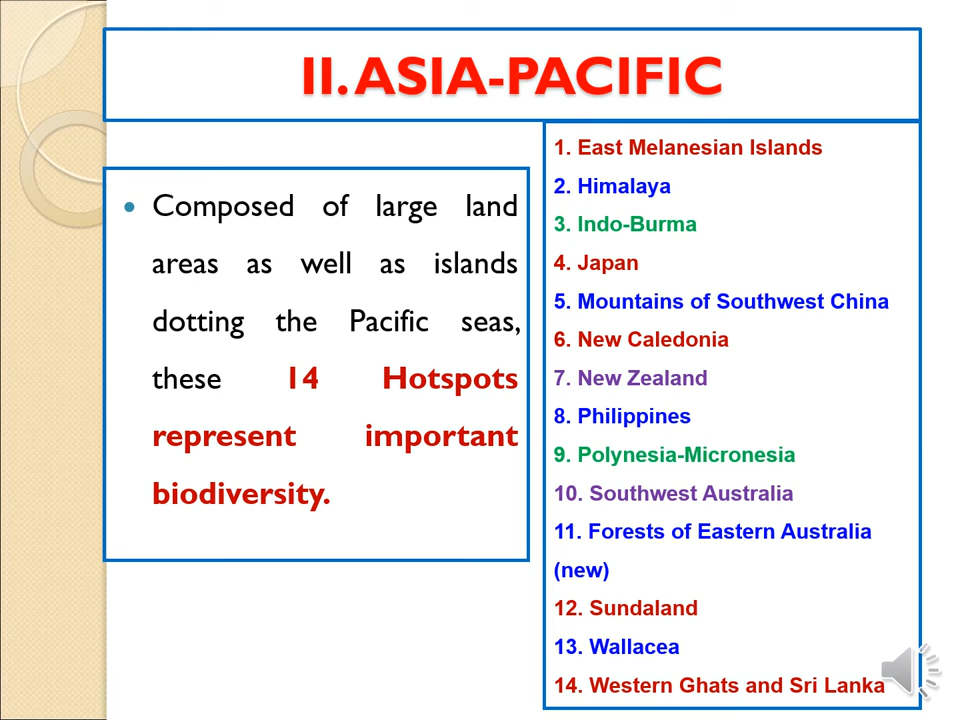 II. ASIA-PACIFIC
• Composed of large land
areas as well as islands
dotting the Pacific seas,
these 14 Hotspots
represent important
biodiversity.
1. East Melanesian Islands
2. Himalaya
3. Indo-Burma
4. Japan
5. Mountains of Southwest China
6. New Caledonia
7. New Zealand
8. Philippines
9. Polynesia-Micronesia
10. Southwest Australia
11. Forests of Eastern Australia
(new)
12. Sundaland
13. Wallacea
14. Western Ghats and Sri Lanka